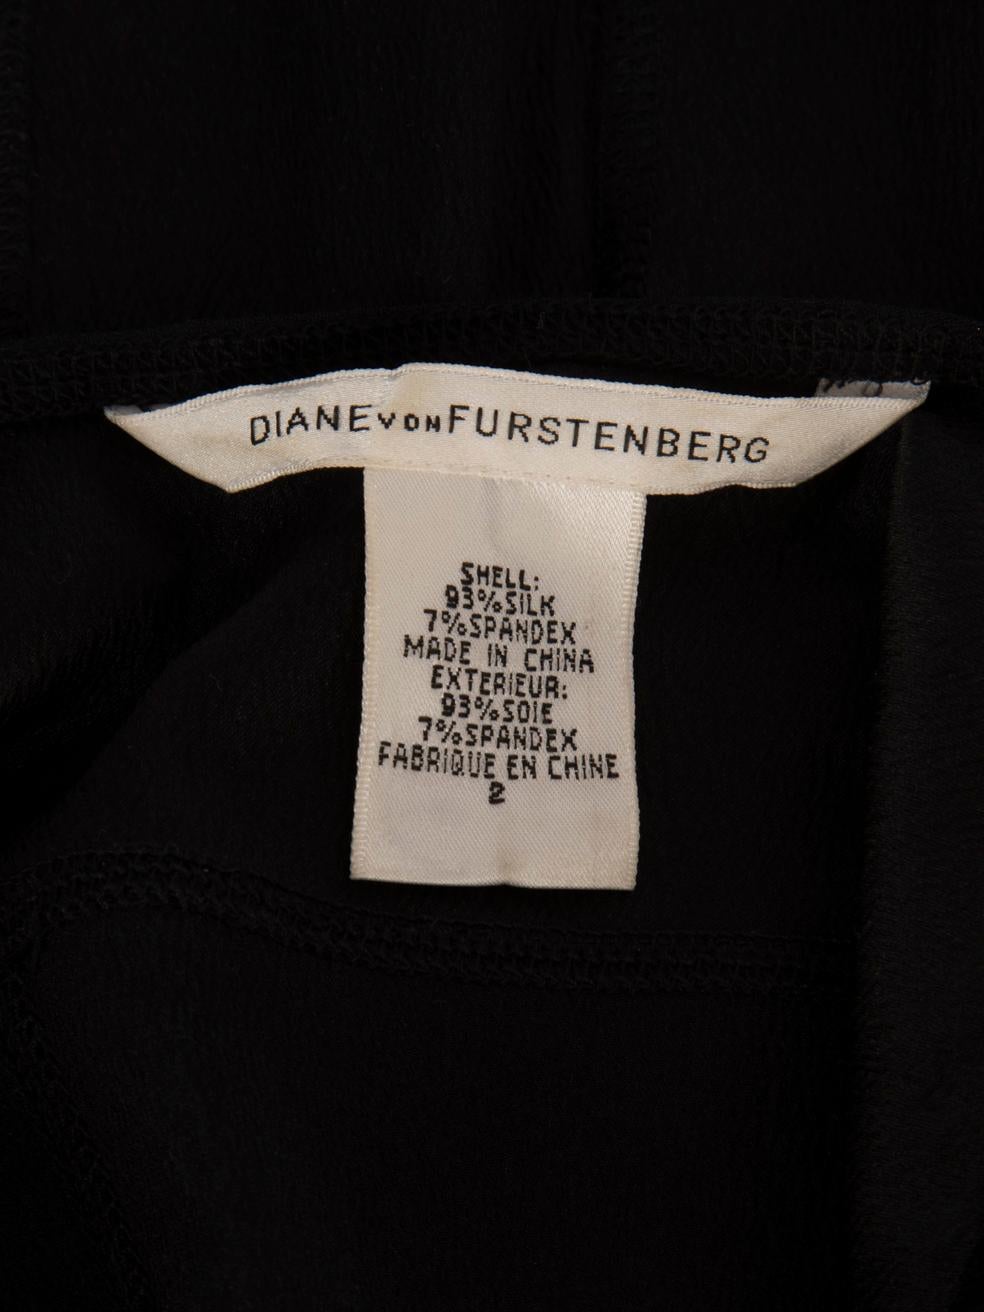 DIANE VON FURSTENBERG
SHELL:
93%SILK
7%SPANDEX
MADE IN CHINA
EXTERIEUR:
93%SOIE
7%SPANDEX
FABRIQUE EN CHINE
2